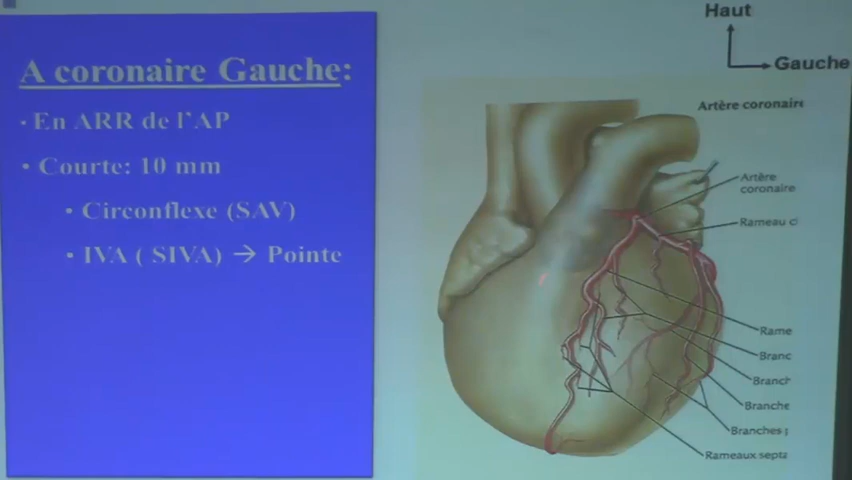 A coronaire Gauche:
• En ARR de l'AP
• Courte: 10 mm
• Circonflexe (SAV)
• IVA ( SIVA) → Pointe
Haut
Gauche
Artère coronaire
Artère
coronaire
Rameau ci
Rame
Branc
Branch
Branche
Branches
Rameaux septa